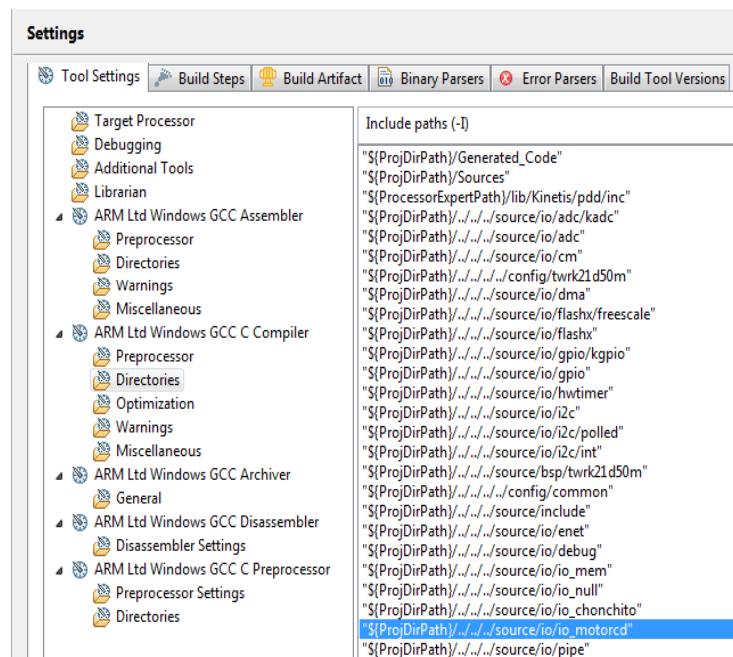 Settings
Tool Settings
Build Steps
Build Artifact
Binary Parsers
Error Parsers
Build Tool Versions
Target Processor
Debugging
Additional Tools
Librarian
ARM Ltd Windows GCC Assembler
Preprocessor
Directories
Warnings
Miscellaneous
ARM Ltd Windows GCC C Compiler
Preprocessor
Directories
Optimization
Warnings
Miscellaneous
ARM Ltd Windows GCC Archiver
General
ARM Ltd Windows GCC Disassembler
Disassembler Settings
ARM Ltd Windows GCC C Preprocessor
Preprocessor Settings
Directories
Include paths (-I)
"${ProjDirPath}/Generated_Code"
"${ProjDirPath}/Sources"
"${ProcessorExpertPath}/lib/Kinetis/pdd/inc"
"${ProjDirPath}/../../../source/io/adc/kadc"
"${ProjDirPath}/../../../source/io/adc"
"${ProjDirPath}/../../../source/io/cm"
"${ProjDirPath}/../../../../../config/twrk21d50m"
"${ProjDirPath}/../../../source/io/dma"
"${ProjDirPath}/../../../source/io/flashx/freescale"
"${ProjDirPath}/../../../source/io/flashx"
"${ProjDirPath}/../../../source/io/gpio/kgpio"
"${ProjDirPath}/../../../source/io/gpio"
"${ProjDirPath}/../../../source/io/hwtimer"
"${ProjDirPath}/../../../source/io/i2c"
"${ProjDirPath}/../../../source/io/i2c/polled"
"${ProjDirPath}/../../../source/io/i2c/int"
"${ProjDirPath}/../../../source/bsp/twrk21d50m"
"${ProjDirPath}/../../../../../config/common"
"${ProjDirPath}/../../../source/include"
"${ProjDirPath}/../../../source/io/enet"
"${ProjDirPath}/../../../source/io/debug"
"${ProjDirPath}/../../../source/io/io_mem"
"${ProjDirPath}/../../../source/io/io_null"
"${ProjDirPath}/../../../source/io/io_chonchito"
"${ProjDirPath}/../../../source/io/io_motorcd"
"${ProjDirPath}/../../../source/io/pipe"